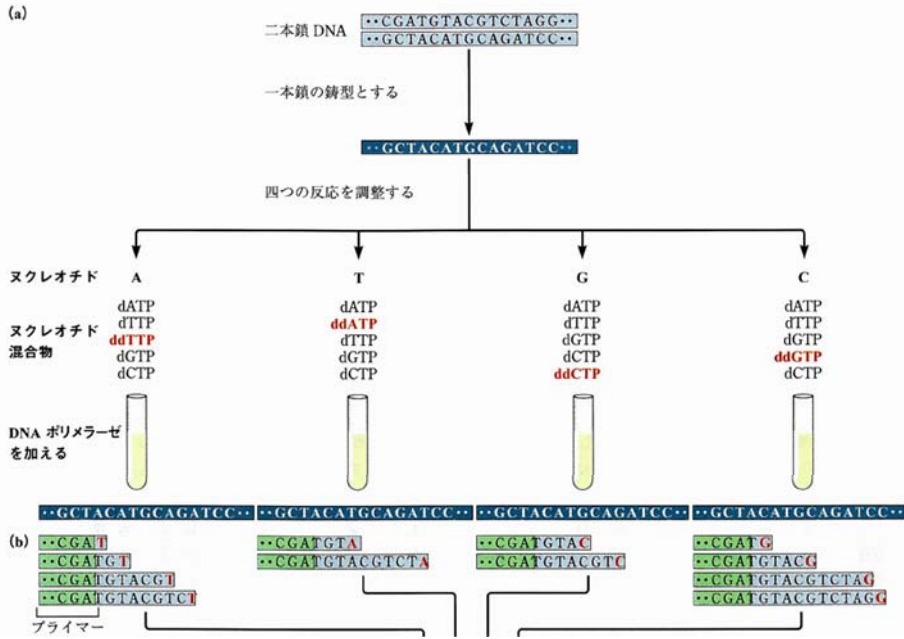 (a)
二本鎖 DNA
··CGATGTACGTCTAGG··
··GCTACATGCAGATCC··
一本鎖の鋳型とする
··GCTACATGCAGATCC··
四つの反応を調整する
ヌクレオチド A T G C
ヌクレオチド混合物
dATP
dTTP
ddTTP
dGTP
dCTP
dATP
ddATP
dTTP
dGTP
dCTP
dATP
dTTP
dGTP
dCTP
ddCTP
dATP
dTTP
dGTP
ddGTP
dCTP
DNA ポリメラーゼ
を加える
··GCTACATGCAGATCC·· ··GCTACATGCAGATCC·· ··GCTACATGCAGATCC·· ··GCTACATGCAGATCC··
(b)
··CGAT
··CGATGT
··CGATGTACGT
··CGATGTACGTCT
プライマー
··CGATGTA
··CGATGTACGTCTA
··CGATGTAC
··CGATGTACGTC
··CGATG
··CGATGTACG
··CGATGTACGTCTAG
··CGATGTACGTCTAGG